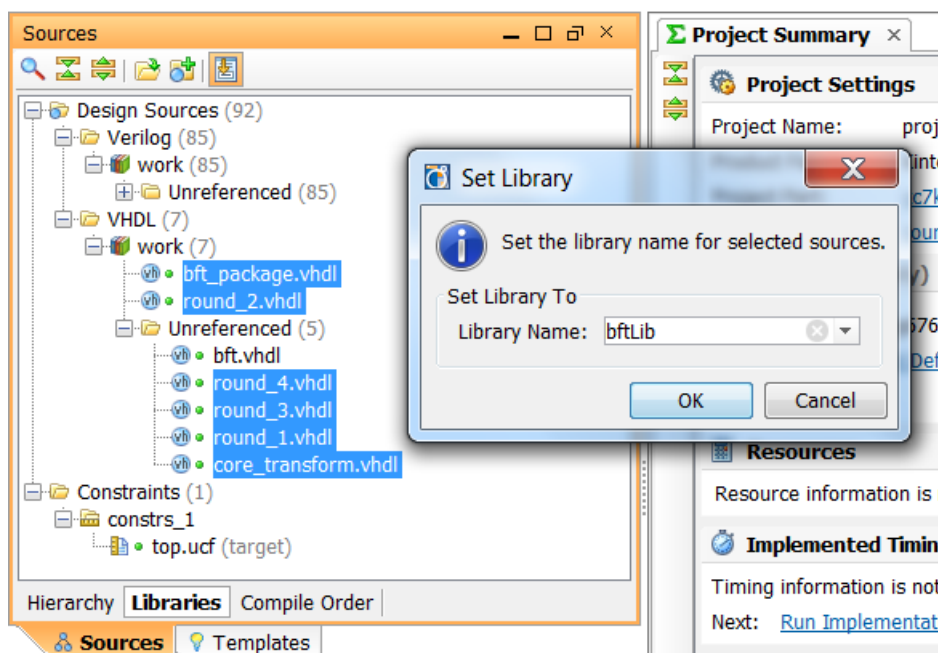 Sources
Design Sources (92)
Verilog (85)
work (85)
Unreferenced (85)
VHDL (7)
work (7)
bft_package.vhdl
round_2.vhdl
Unreferenced (5)
bft.vhdl
round_4.vhdl
round_3.vhdl
round_1.vhdl
core_transform.vhdl
Constraints (1)
constrs_1
top.ucf (target)
Hierarchy Libraries Compile Order
Sources Templates
Project Summary
Project Settings
Project Name: proj
Set Library
Set the library name for selected sources.
Set Library To
Library Name: bftLib
OK Cancel
Resources
Resource information is
Implemented Timin
Timing information is not
Next: Run Implementat